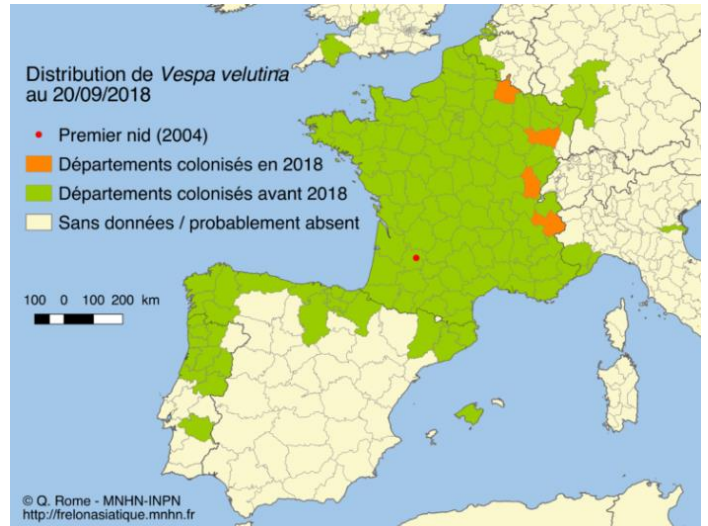 Distribution de Vespa velutina
au 20/09/2018
Premier nid (2004)
Départements colonisés en 2018
Départements colonisés avant 2018
Sans données / probablement absent
100 0 100 200 km
© Q. Rome - MNHN-INPN
http://frelonasiatique.mnhn.fr